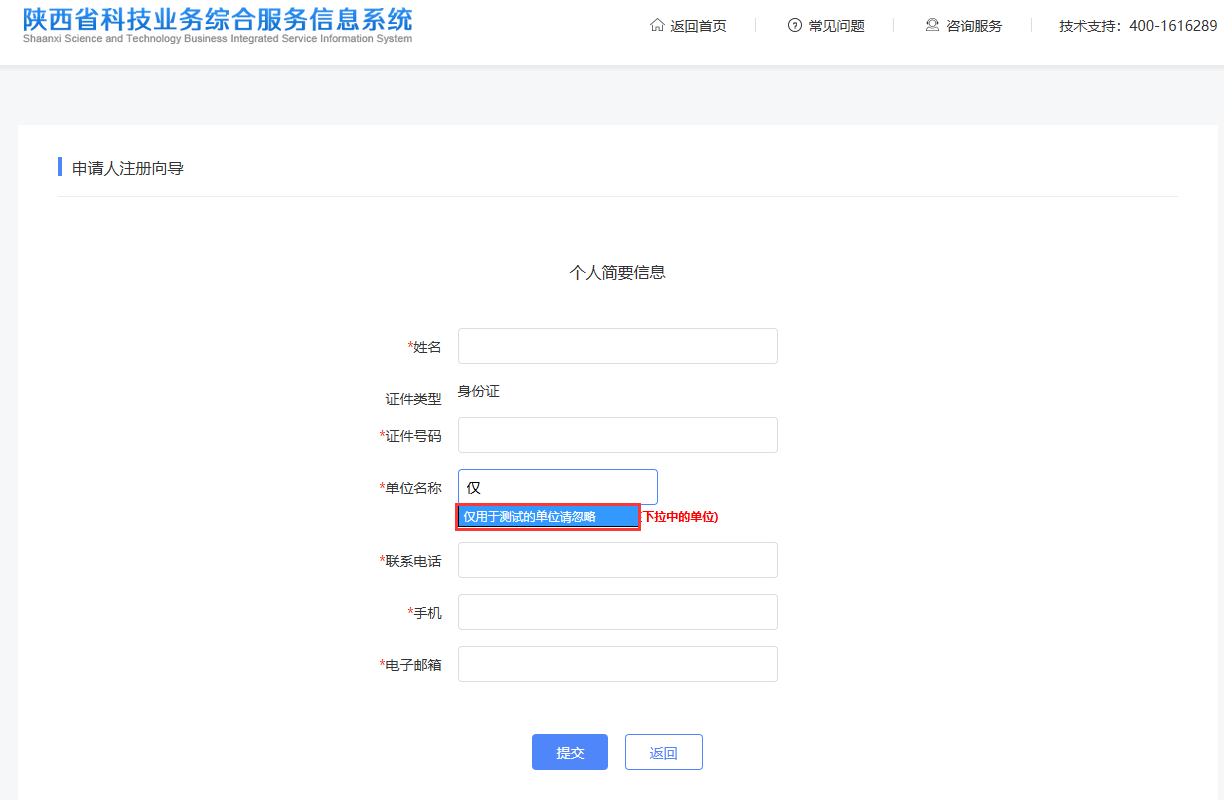 陕西省科技业务综合服务信息系统
Shaanxi Science and Technology Business Integrated Service Information System
返回首页
常见问题
咨询服务
技术支持：400-1616289
申请人注册向导
个人简要信息
*姓名
证件类型 身份证
*证件号码
*单位名称 仅
仅用于测试的单位请忽略
下拉中的单位)
*联系电话
*手机
*电子邮箱
提交 返回